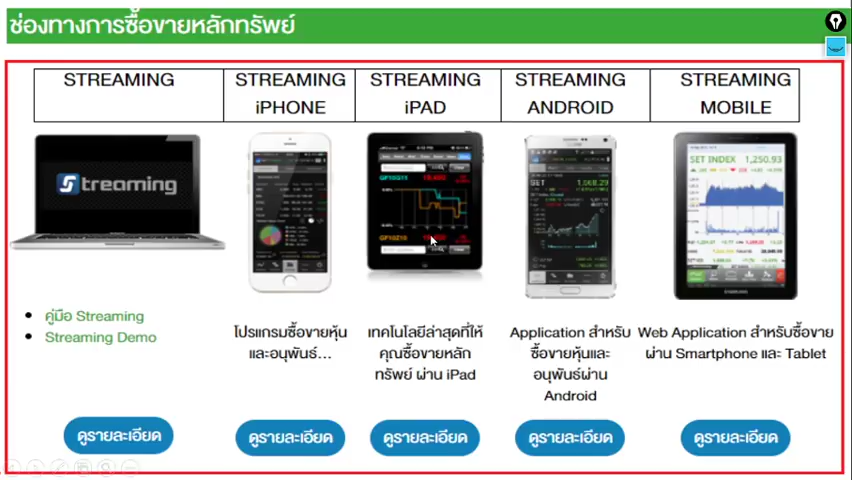 ช่องทางการซื้อขายหลักทรัพย์
STREAMING
STREAMING iPHONE
STREAMING iPAD
STREAMING ANDROID
STREAMING MOBILE
Streaming
SET INDEX 1,250.93
SET
SAMSUNG
คู่มือ Streaming
Streaming Demo
โปรแกรมซื้อขายหุ้น
และอนุพันธ์...
เทคโนโลยีล่าสุดที่ให้
คุณซื้อขายหลัก
ทรัพย์ ผ่าน iPad
Application สำหรับ
ซื้อขายหุ้นและ
อนุพันธ์ผ่าน
Android
Web Application สำหรับซื้อขาย
ผ่าน Smartphone และ Tablet
ดูรายละเอียด
ดูรายละเอียด
ดูรายละเอียด
ดูรายละเอียด
ดูรายละเอียด